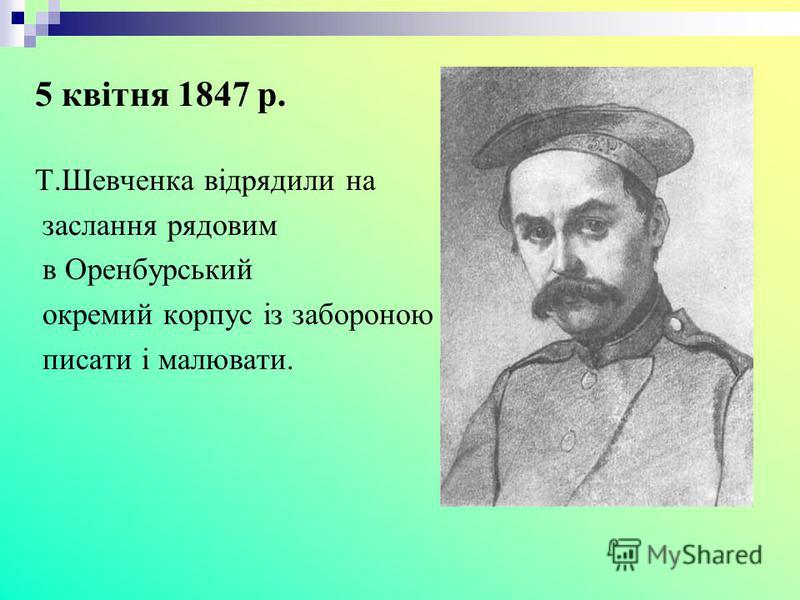 5 квітня 1847 р.
Т.Шевченка відрядили на
заслання рядовим
в Оренбурський
окремий корпус із забороною
писати і малювати.
MyShared